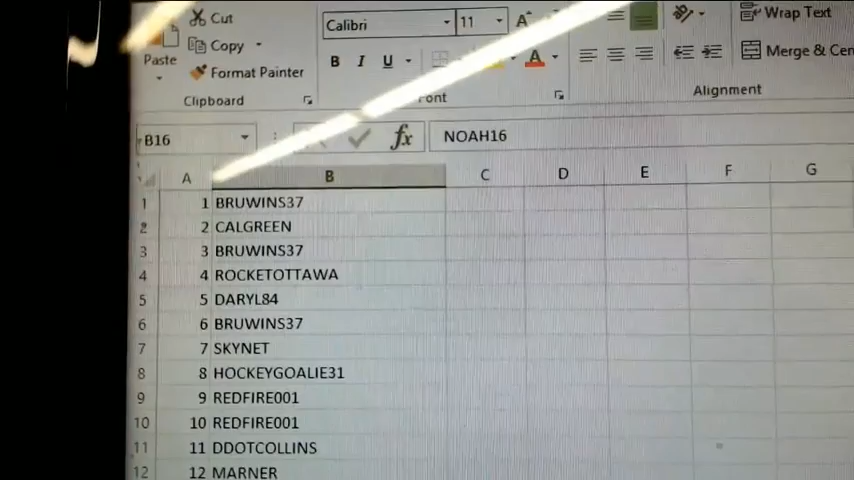 Cut
Calibri 11 A
Wrap Text
Copy
Paste
B I U A
Merge & Cen
Format Painter
Clipboard Font Alignment
B16 fx NOAH16
A B C D E F G
1 1 BRUWINS37
2 2 CALGREEN
3 3 BRUWINS37
4 4 ROCKETOTTAWA
5 5 DARYL84
6 6 BRUWINS37
7 7 SKYNET
8 8 HOCKEYGOALIE31
9 9 REDFIRE001
10 10 REDFIRE001
11 11 DDOTCOLLINS
12 12 MARNER